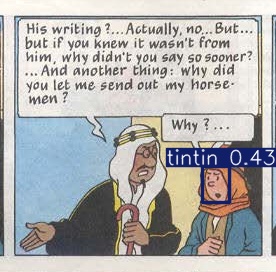 His writing?...Actually, no...But...
but if you knew it wasn't from
him, why didn't you say so sooner?
...And another thing: why did
you let me send out my horse-
men?
Why?...
tintin 0.43